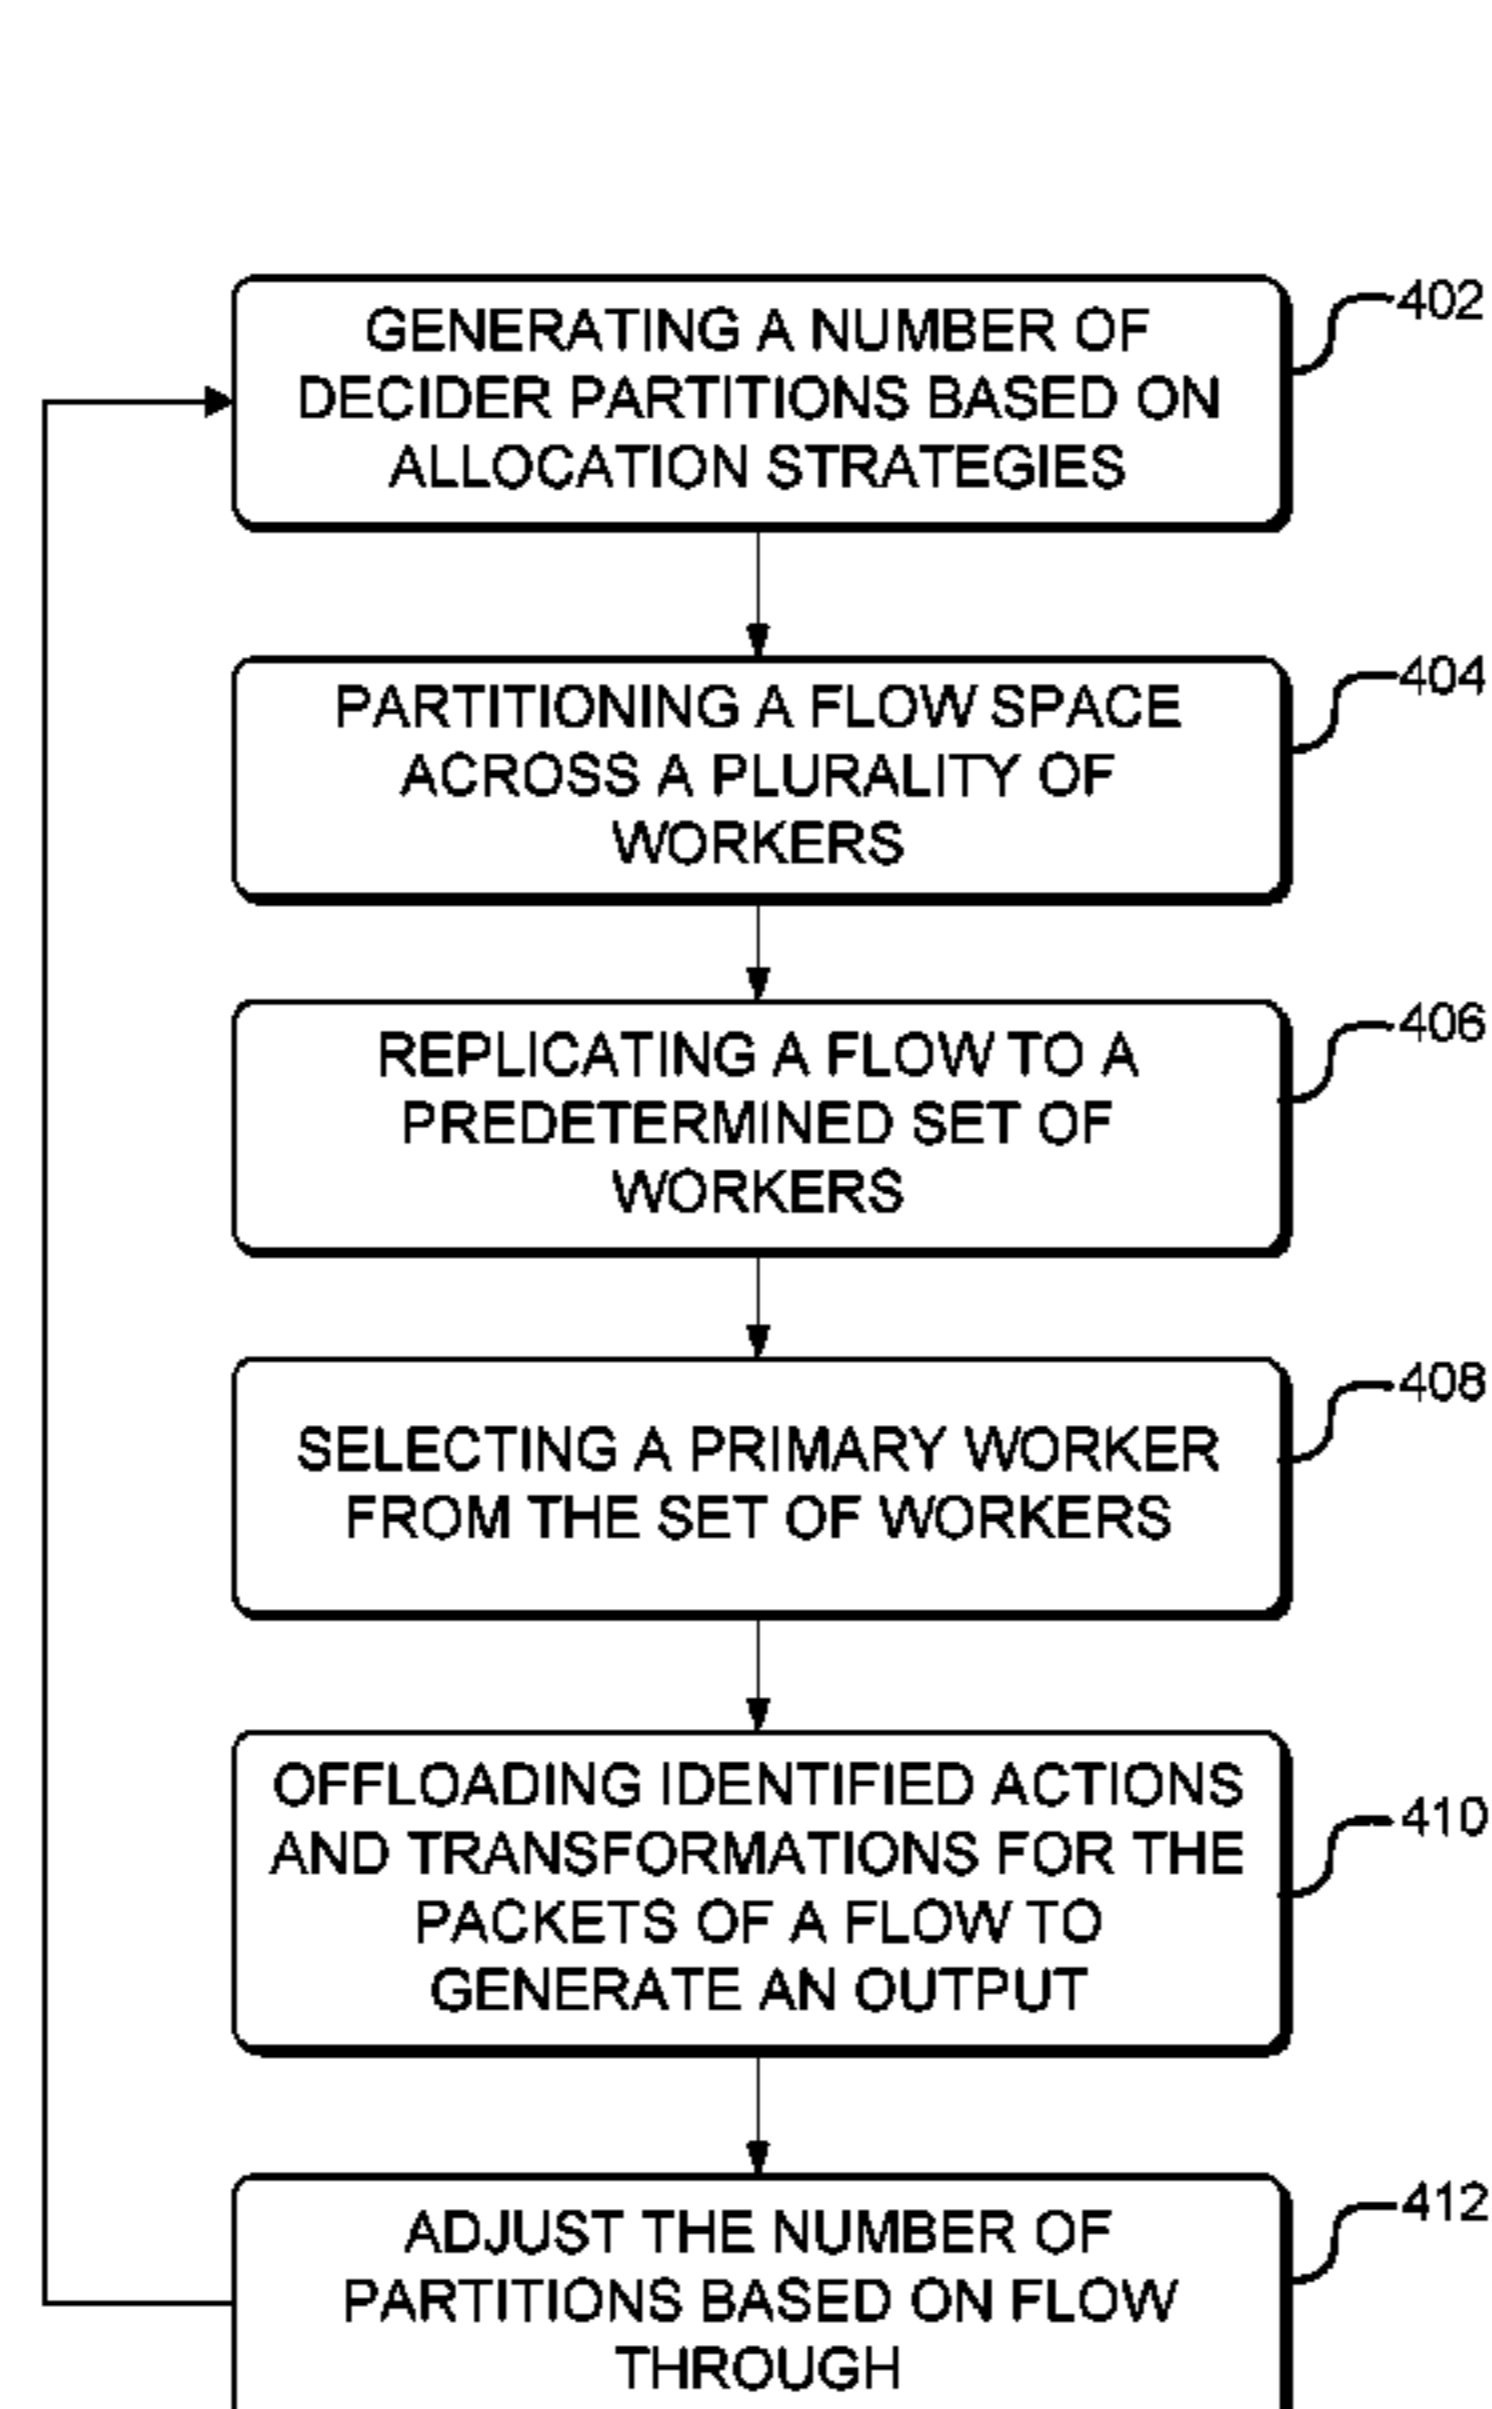 GENERATING A NUMBER OF
DECIDER PARTITIONS BASED ON
ALLOCATION STRATEGIES
402
PARTITIONING A FLOW SPACE
ACROSS A PLURALITY OF
WORKERS
404
REPLICATING A FLOW TO A
PREDETERMINED SET OF
WORKERS
406
SELECTING A PRIMARY WORKER
FROM THE SET OF WORKERS
408
OFFLOADING IDENTIFIED ACTIONS
AND TRANSFORMATIONS FOR THE
PACKETS OF A FLOW TO
GENERATE AN OUTPUT
410
ADJUST THE NUMBER OF
PARTITIONS BASED ON FLOW
THROUGH
412